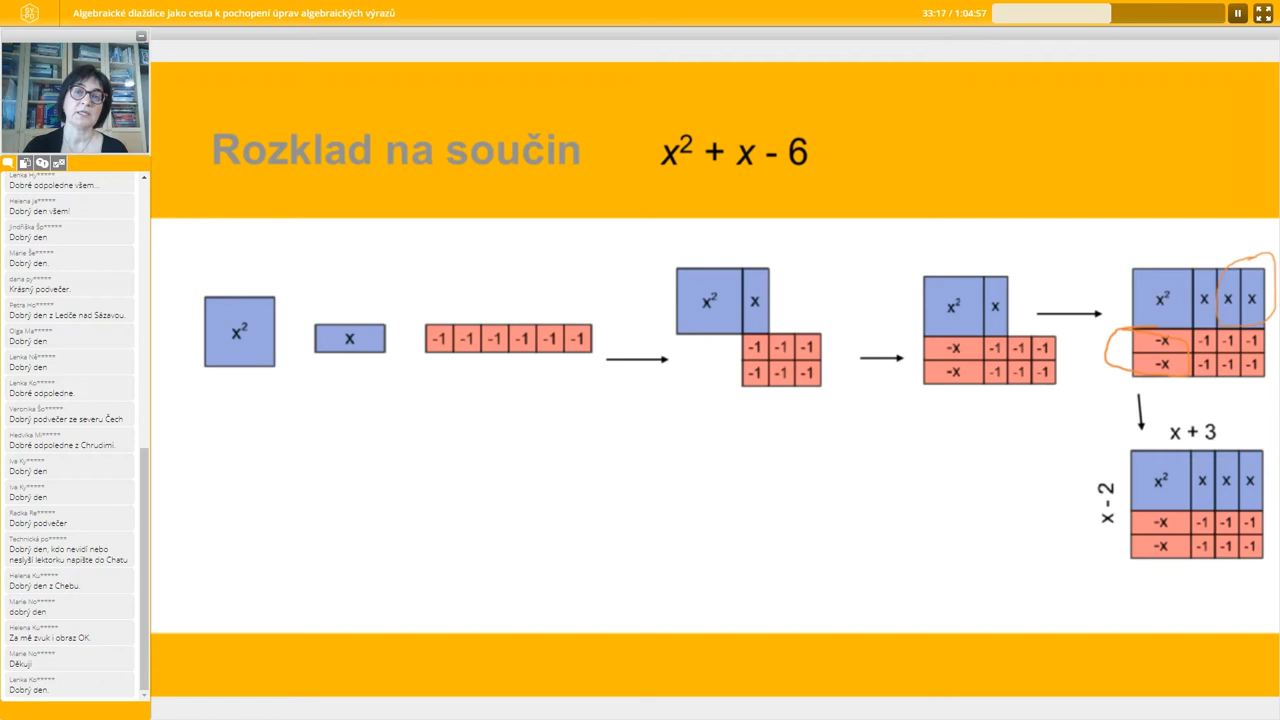 Algebraické dlaždice jako cesta k pochopení úprav algebraických výrazů
33:17 / 1:04:57
Lenka Hy*****
Dobré odpoledne všem...
Helena Ja*****
Dobrý den všem!
Jindřiška Šp*****
Dobrý den
Marie Še*****
Dobrý den.
dana py*****
Krásný podvečer.
Petra Ho*****
Dobrý den z Ledče nad Sázavou.
Olga Ma*****
Dobrý den
Lenka Ně*****
Dobrý den
Lenka Ko*****
Dobré odpoledne.
Veronika Šo*****
Dobrý podvečer ze severu Čech
Hedvika Mi*****
Dobré odpoledne z Chrudimi.
Iva Ky*****
Dobrý den
Iva Ky*****
Dobrý den
Radka Re*****
Dobrý podvečer
Technická po*****
Dobrý den, kdo nevidí nebo
neslyší lektorku napište do Chatu
Helena Ku*****
Dobrý den z Chebu.
Marie No*****
dobrý den
Helena Ku*****
Za mě zvuk i obraz OK.
Marie No*****
Děkuji
Lenka Ko*****
Dobrý den.
Rozklad na součin x² + x - 6
x²
x
-1 -1 -1 -1 -1 -1
x² x
-1 -1 -1
-1 -1 -1
x² x
-x -1 -1 -1
-x -1 -1 -1
x² x x x
-x -1 -1 -1
-x -1 -1 -1
x + 3
x - 2
x² x x x
-x -1 -1 -1
-x -1 -1 -1